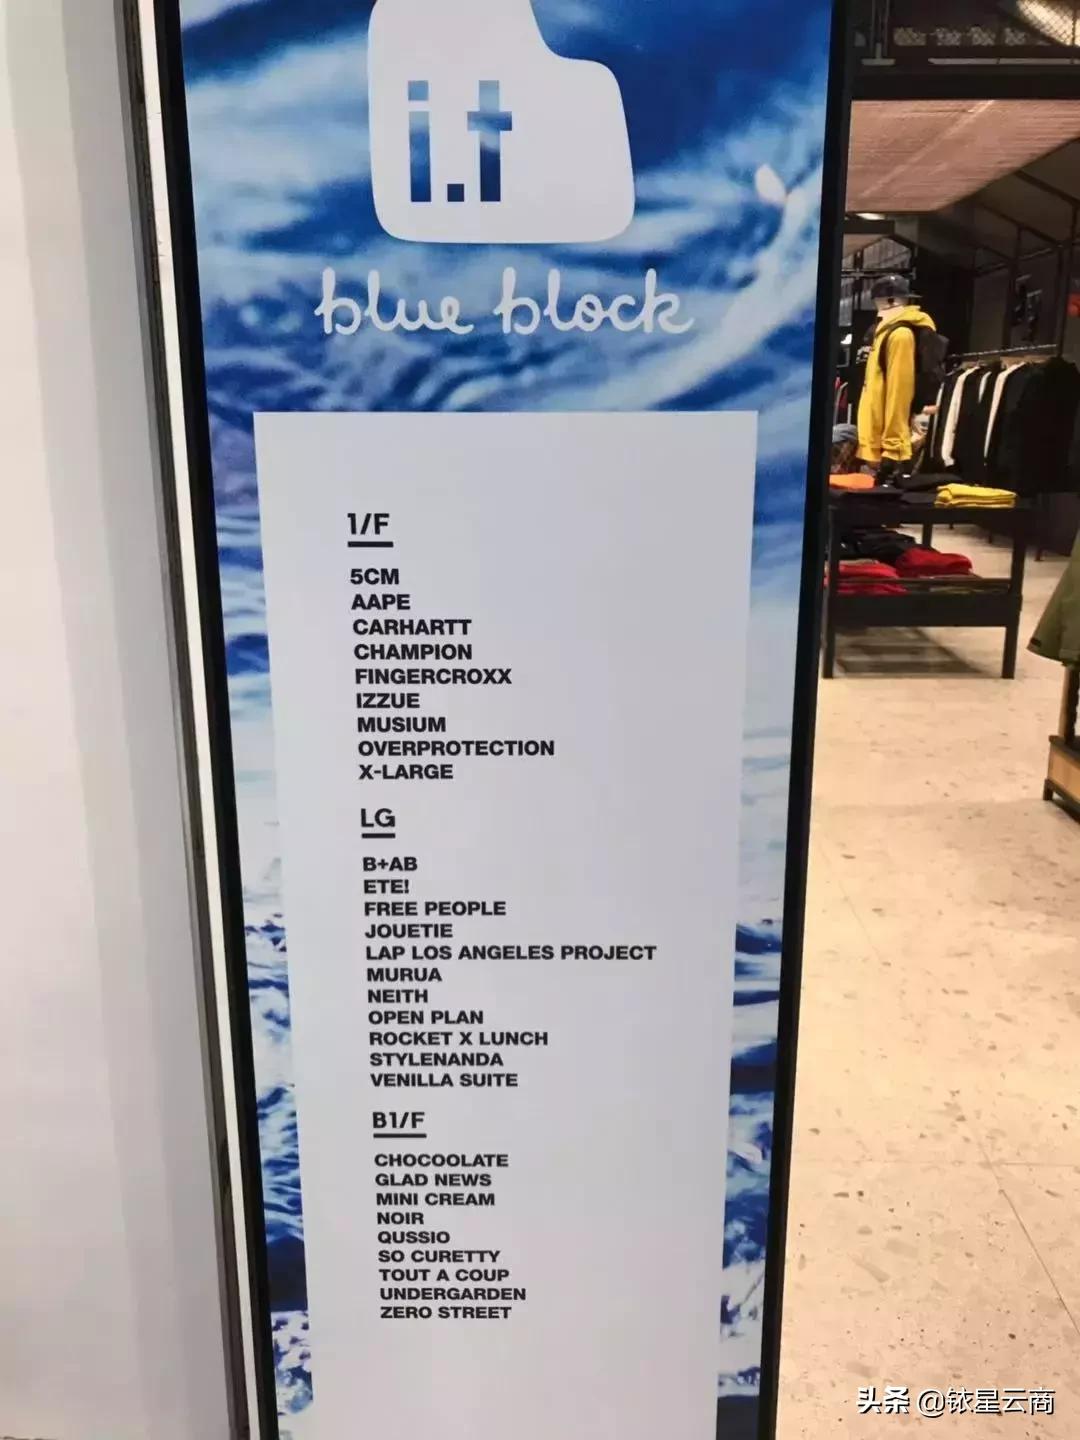 i.t
blue block
1/F
5CM
AAPE
CARHARTT
CHAMPION
FINGERCROXX
IZZUE
MUSIUM
OVERPROTECTION
X-LARGE
LG
B+AB
ETE!
FREE PEOPLE
JOUETIE
LAP LOS ANGELES PROJECT
MURUA
NEITH
OPEN PLAN
ROCKET X LUNCH
STYLENANDA
VENILLA SUITE
B1/F
CHOCOOLATE
GLAD NEWS
MINI CREAM
NOIR
QUSSIO
SO CURETTY
TOUT A COUP
UNDERGARDEN
ZERO STREET
头条 @铱星云商